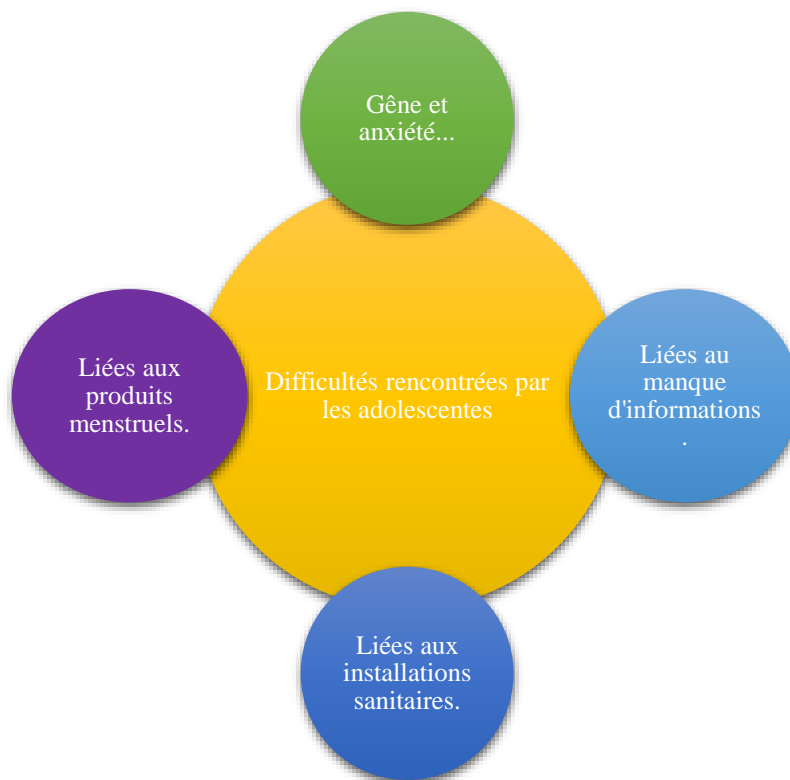 Gêne et
anxiété...
Liées aux
produits
menstruels.
Difficultés rencontrées par
les adolescentes
Liées au
manque
d'informations
.
Liées aux
installations
sanitaires.